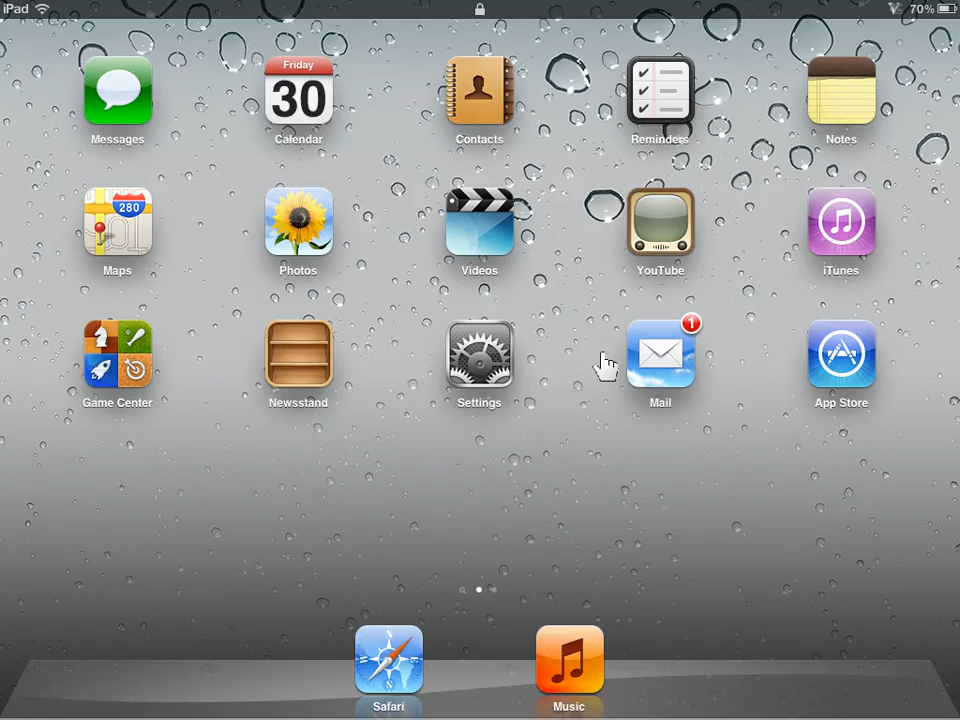 iPad 70%
Friday
30
Messages Calendar Contacts Reminders Notes
280
Maps Photos Videos YouTube iTunes
1
Game Center Newsstand Settings Mail App Store
N
S
Safari Music